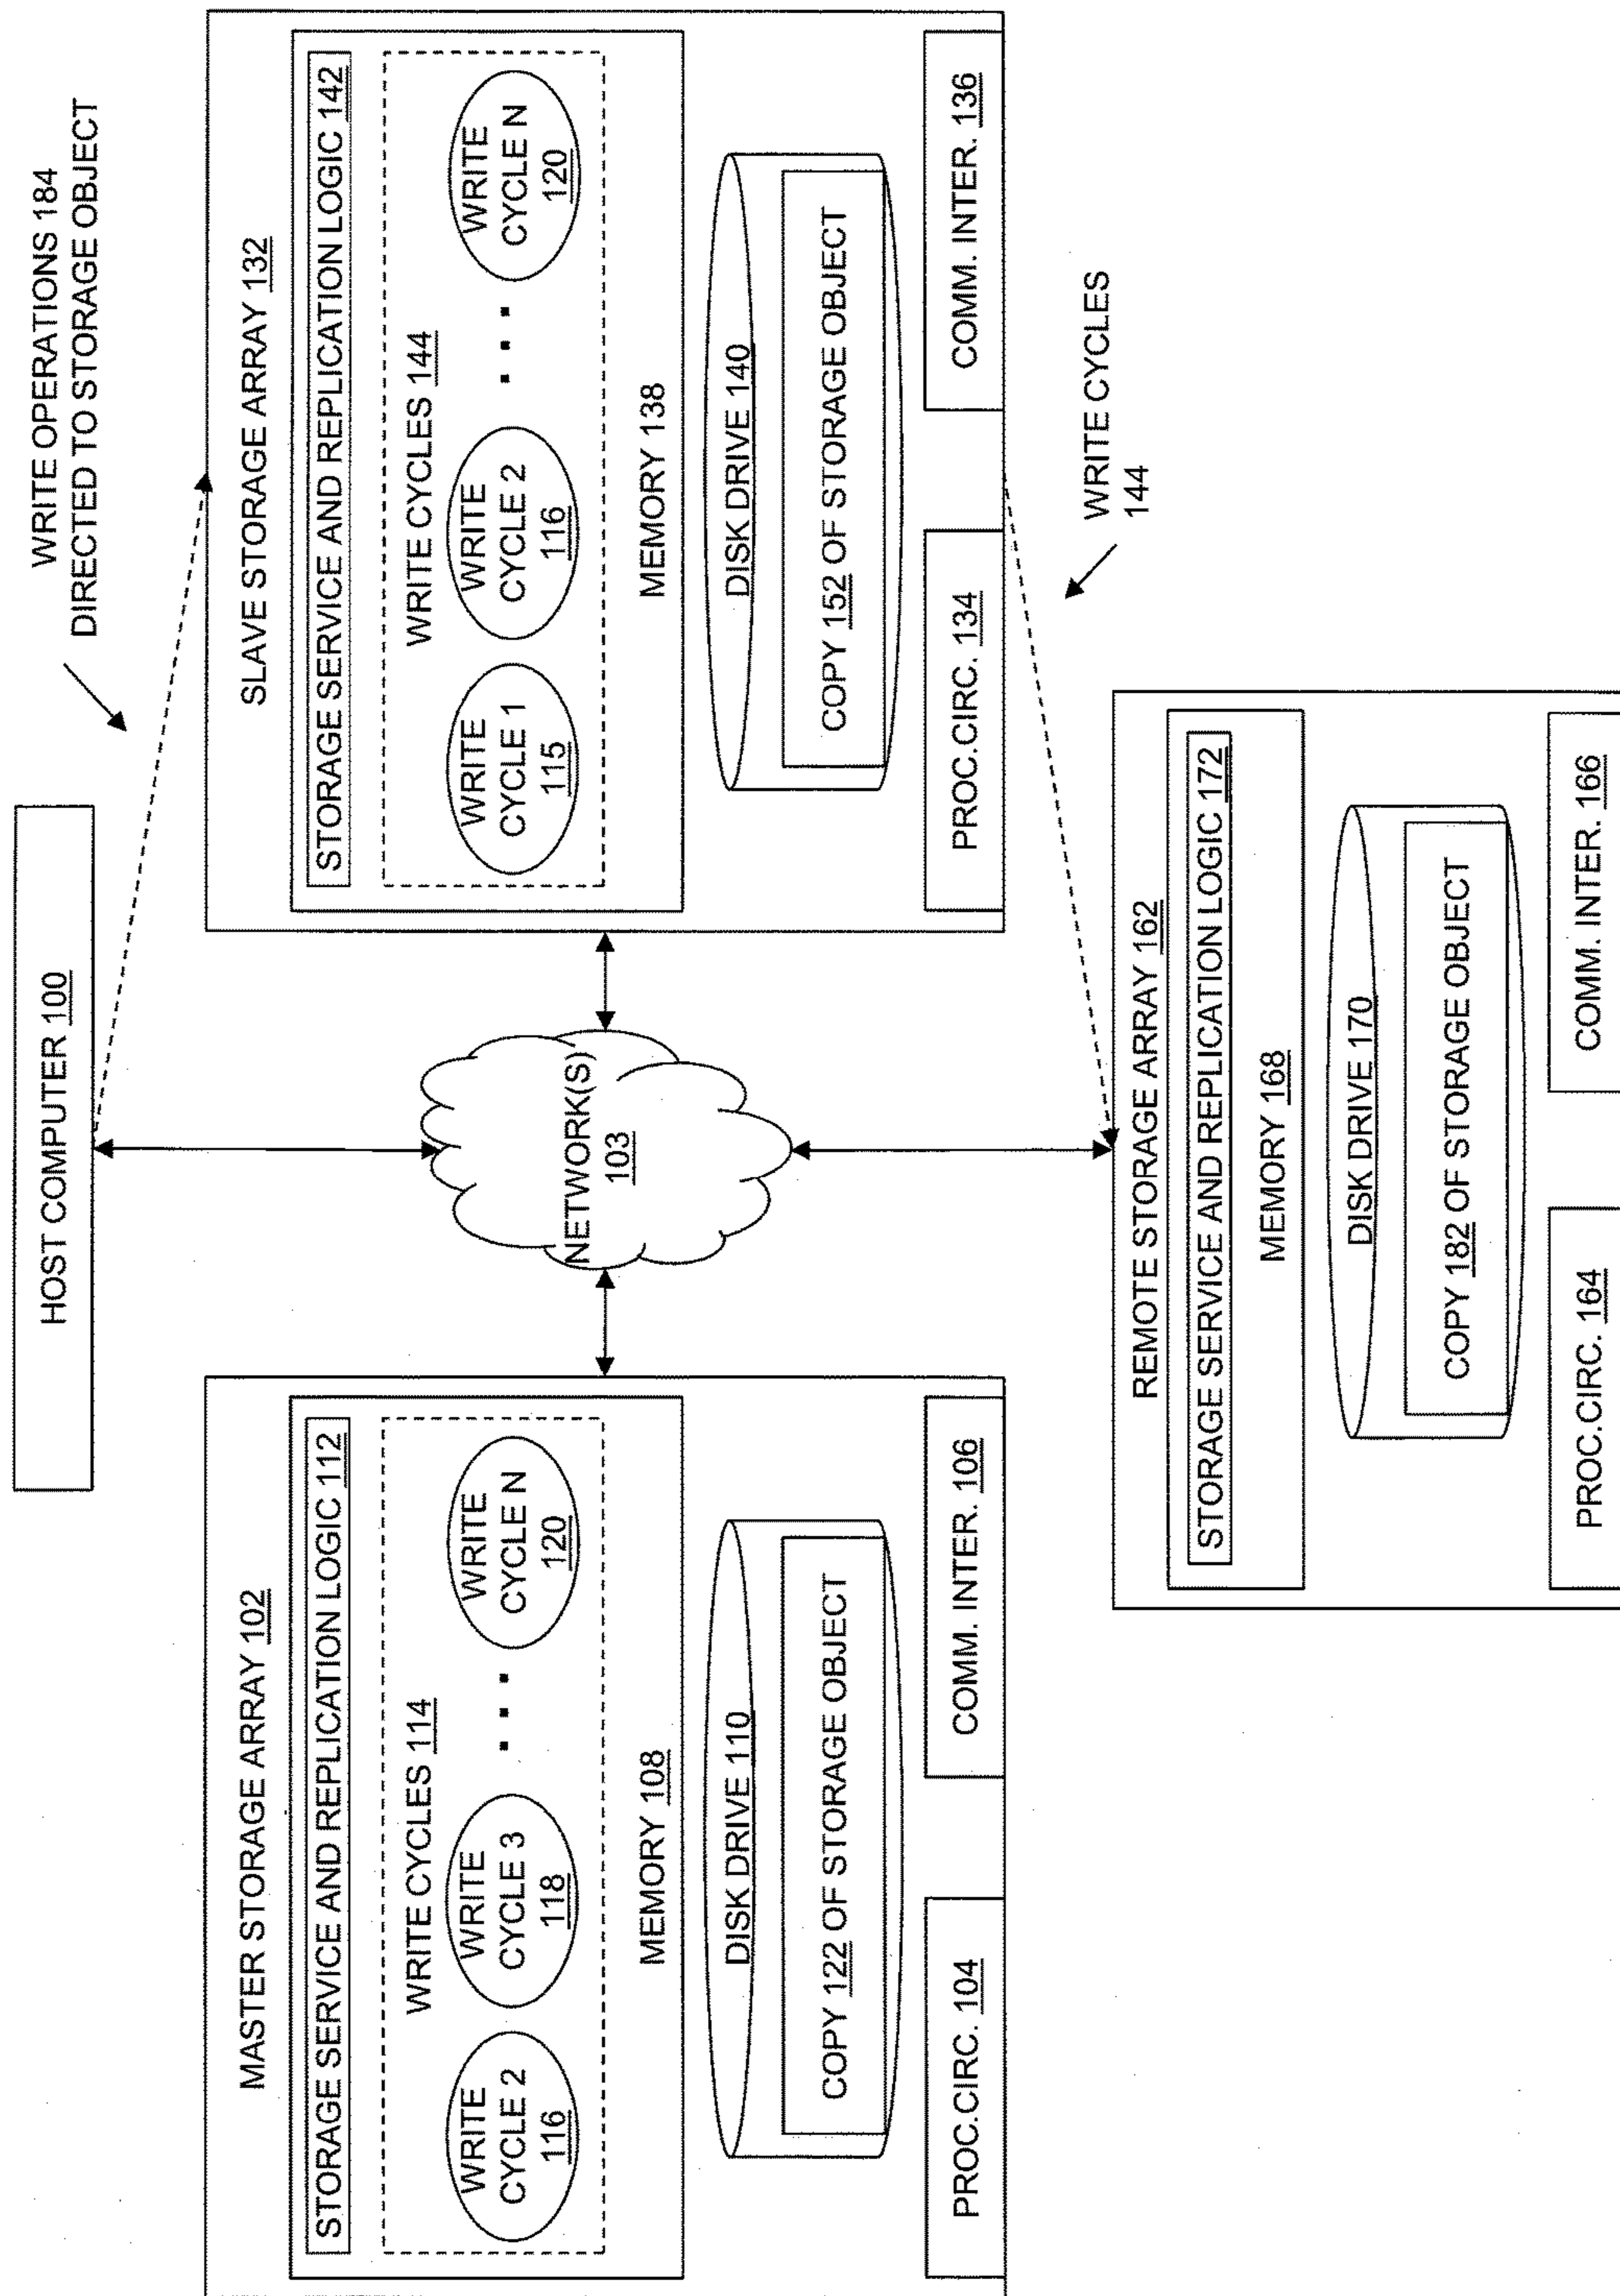 HOST COMPUTER 100
WRITE OPERATIONS 184
DIRECTED TO STORAGE OBJECT
MASTER STORAGE ARRAY 102
STORAGE SERVICE AND REPLICATION LOGIC 112
WRITE CYCLES 114
WRITE
CYCLE 2
116
WRITE
CYCLE 3
118
WRITE
CYCLE N
120
MEMORY 108
DISK DRIVE 110
COPY 122 OF STORAGE OBJECT
PROC.CIRC. 104
COMM. INTER. 106
NETWORK(S)
103
SLAVE STORAGE ARRAY 132
STORAGE SERVICE AND REPLICATION LOGIC 142
WRITE CYCLES 144
WRITE
CYCLE 1
115
WRITE
CYCLE 2
116
WRITE
CYCLE N
120
MEMORY 138
DISK DRIVE 140
COPY 152 OF STORAGE OBJECT
PROC.CIRC. 134
COMM. INTER. 136
WRITE CYCLES
144
REMOTE STORAGE ARRAY 162
STORAGE SERVICE AND REPLICATION LOGIC 172
MEMORY 168
DISK DRIVE 170
COPY 182 OF STORAGE OBJECT
PROC.CIRC. 164
COMM. INTER. 166